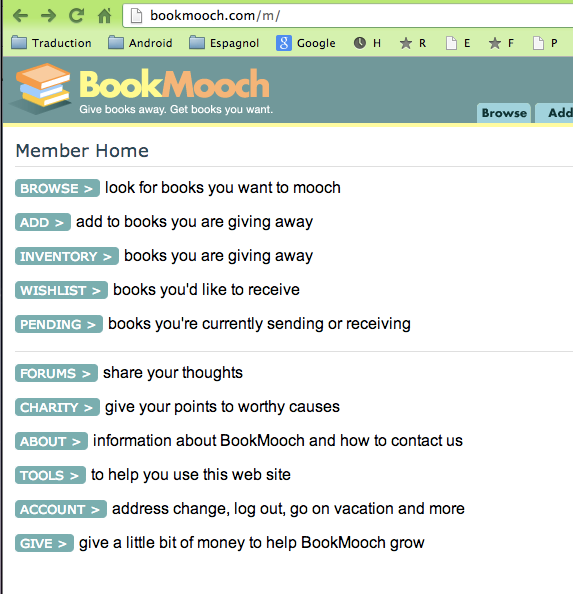 bookmooch.com/m/
Traduction Android Espagnol Google H R E F P
BookMooch
Give books away. Get books you want.
Browse Add
Member Home
BROWSE > look for books you want to mooch
ADD > add to books you are giving away
INVENTORY > books you are giving away
WISHLIST > books you'd like to receive
PENDING > books you're currently sending or receiving
FORUMS > share your thoughts
CHARITY > give your points to worthy causes
ABOUT > information about BookMooch and how to contact us
TOOLS > to help you use this web site
ACCOUNT > address change, log out, go on vacation and more
GIVE > give a little bit of money to help BookMooch grow